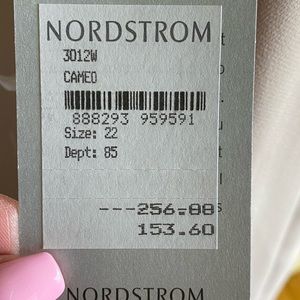 NORDSTROM
3012W
CAMEO
888293 959591
Size: 22
Dept: 85
---256.88
153.60
NORDSTROM